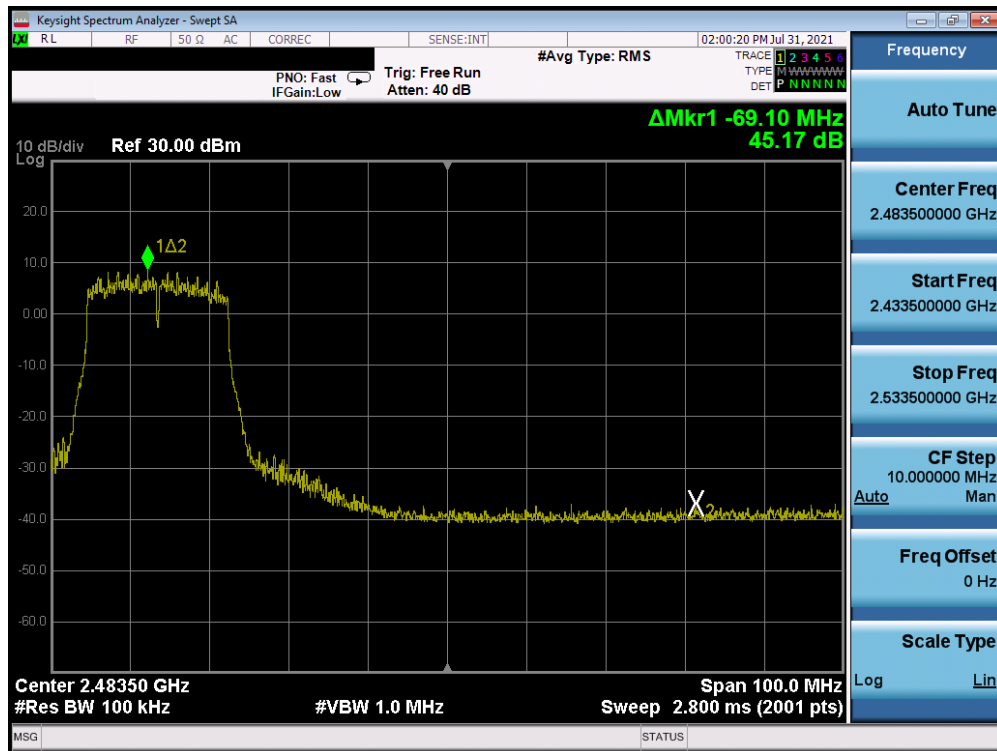 Keysight Spectrum Analyzer - Swept SA
LXI RL RF 50 Ω AC CORREC SENSE:INT 02:00:20 PM Jul 31, 2021
PNO: Fast
IFGain:Low
Trig: Free Run
Atten: 40 dB
#Avg Type: RMS
TRACE 1 2 3 4 5 6
TYPE M WWWWW
DET P N N N N N
ΔMkr1 -69.10 MHz
45.17 dB
10 dB/div Ref 30.00 dBm
Log
20.0
10.0
0.00
-10.0
-20.0
-30.0
-40.0
-50.0
-60.0
1Δ2
X2
Center 2.48350 GHz Span 100.0 MHz
#Res BW 100 kHz #VBW 1.0 MHz Sweep 2.800 ms (2001 pts)
MSG STATUS
Frequency
Auto Tune
Center Freq
2.483500000 GHz
Start Freq
2.433500000 GHz
Stop Freq
2.533500000 GHz
CF Step
10.000000 MHz
Auto Man
Freq Offset
0 Hz
Scale Type
Log Lin